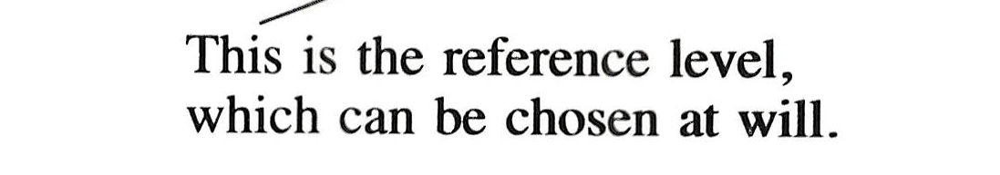 This is the reference level,
which can be chosen at will.